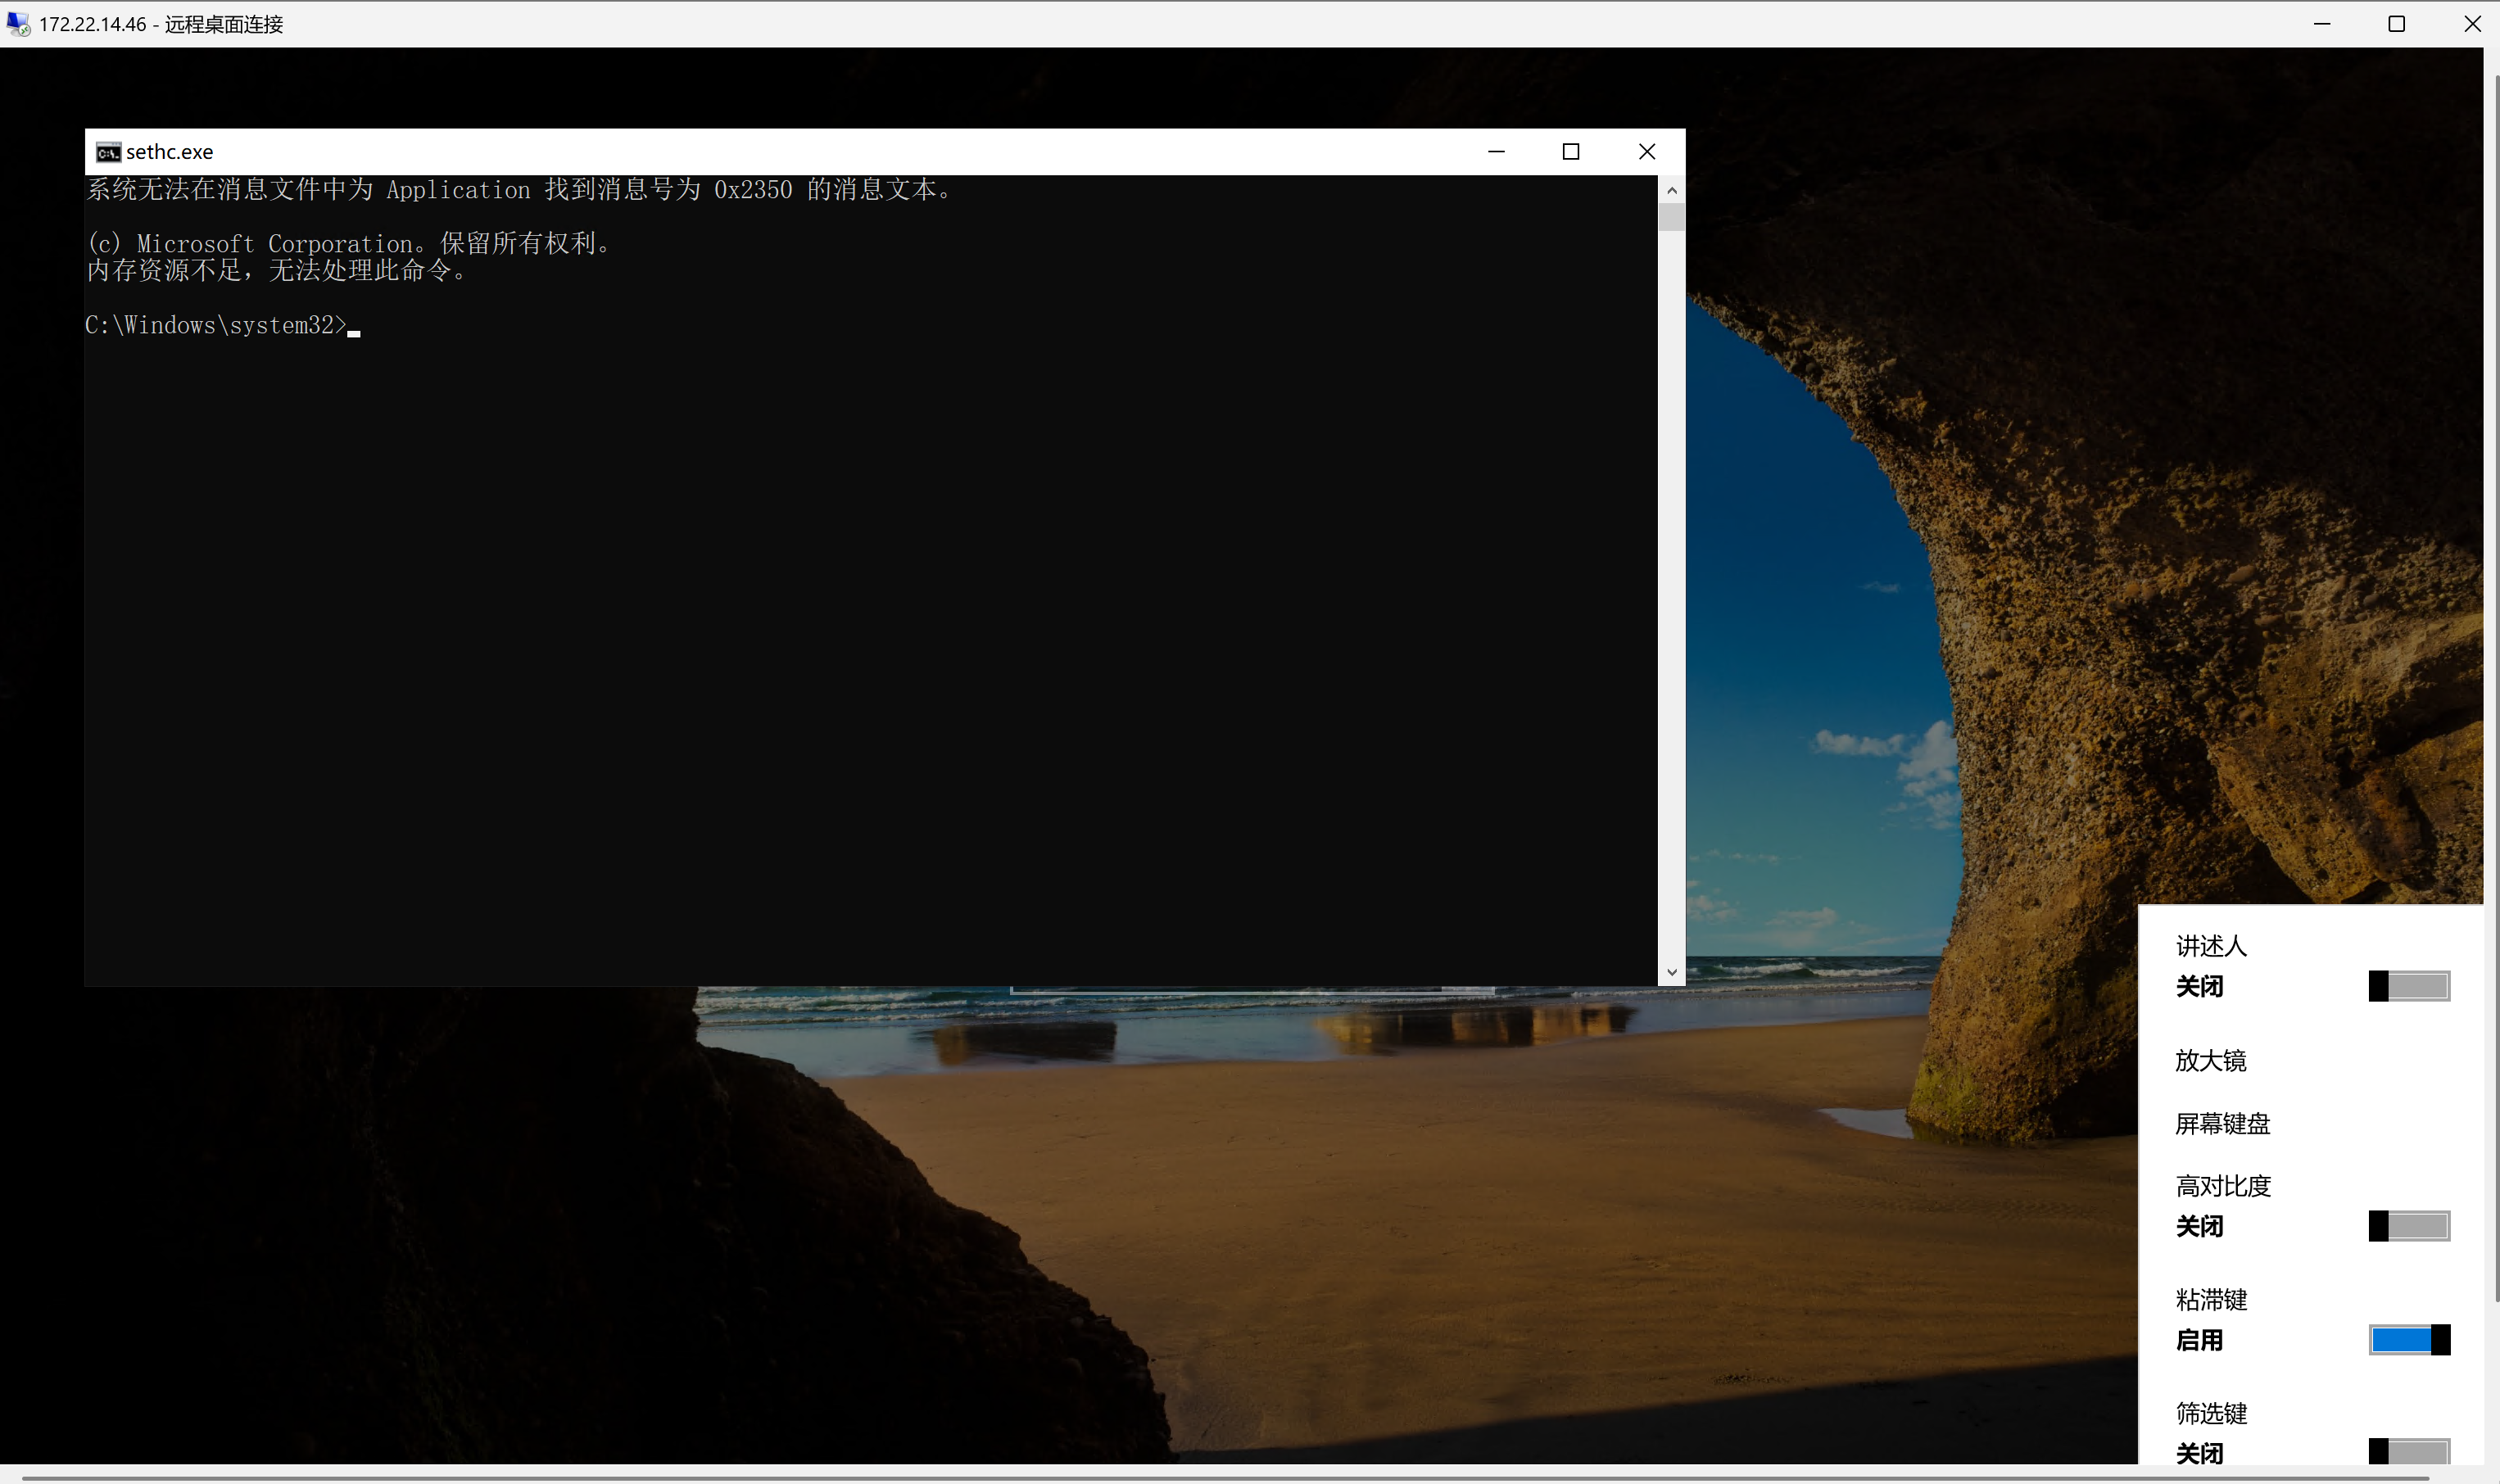 172.22.14.46 - 远程桌面连接
sethc.exe
系统无法在消息文件中为 Application 找到消息号为 0x2350 的消息文本。
(c) Microsoft Corporation。保留所有权利。
内存资源不足，无法处理此命令。
C:\Windows\system32>
讲述人
关闭
放大镜
屏幕键盘
高对比度
关闭
粘滞键
启用
筛选键
关闭